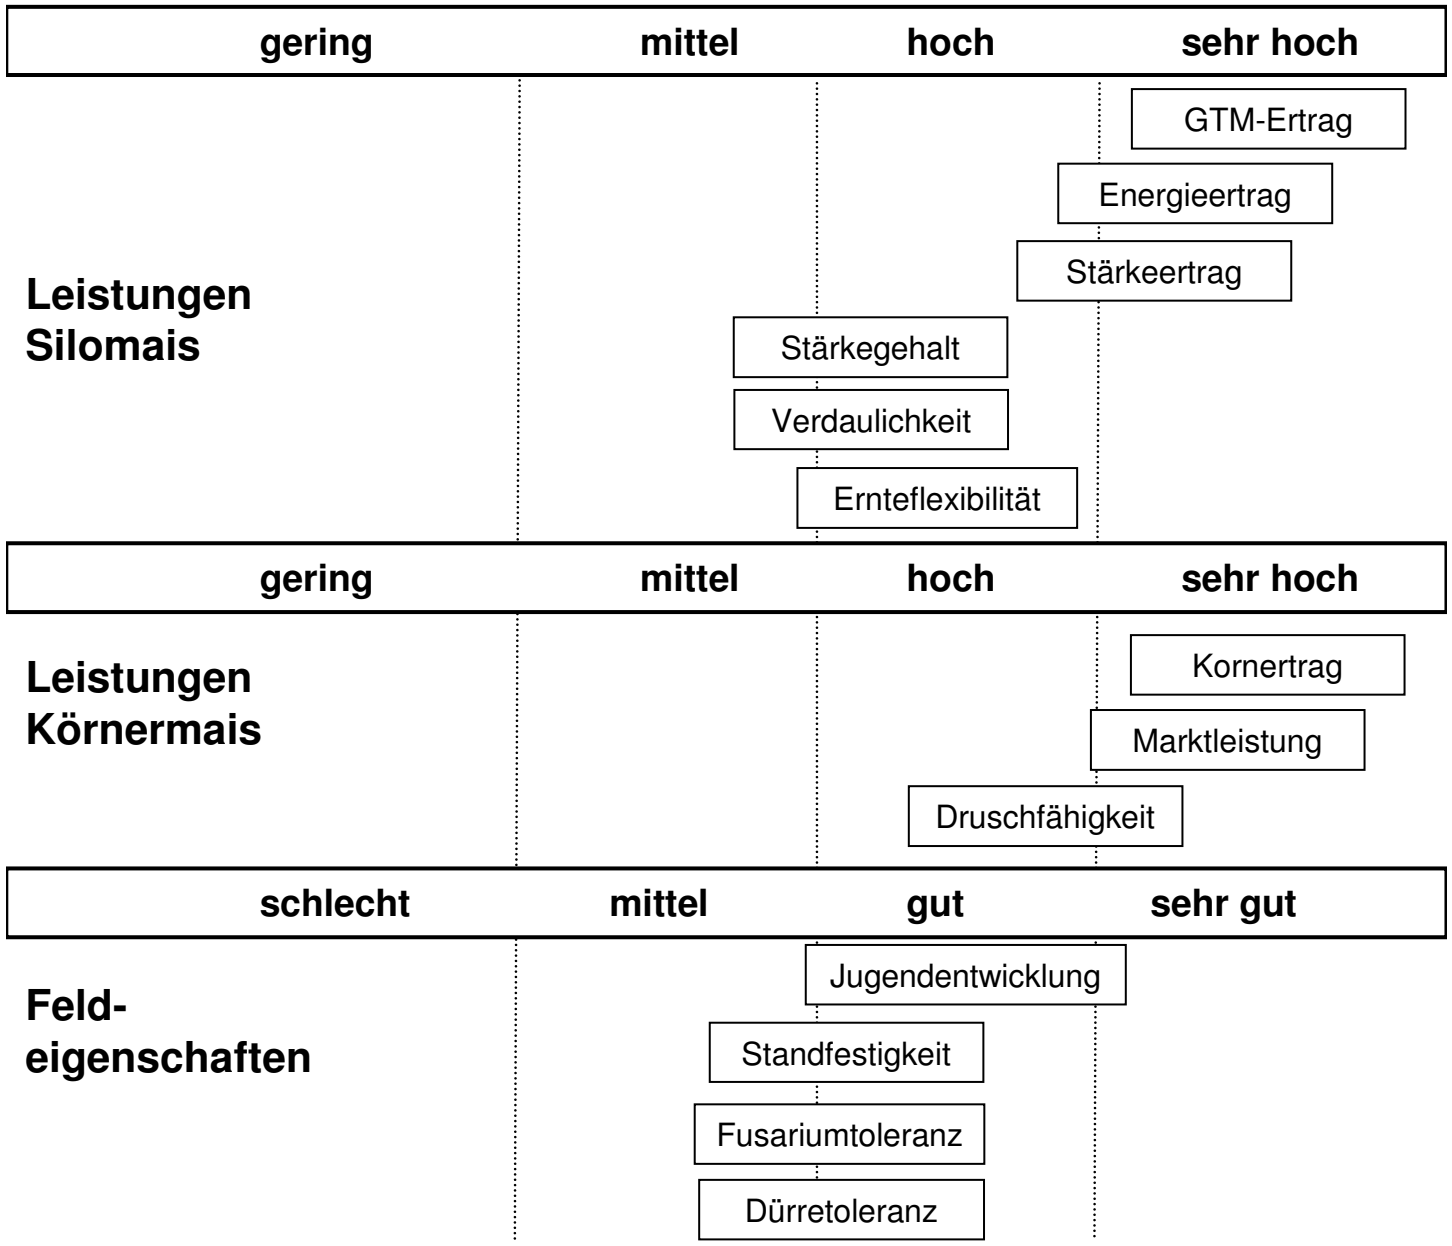 gering mittel hoch sehr hoch
GTM-Ertrag
Energieertrag
Stärkeertrag
Leistungen
Silomais
Stärkegehalt
Verdaulichkeit
Ernteflexibilität
gering mittel hoch sehr hoch
Leistungen
Körnermais
Kornertrag
Marktleistung
Druschfähigkeit
schlecht mittel gut sehr gut
Feld-
eigenschaften
Jugendentwicklung
Standfestigkeit
Fusariumtoleranz
Dürretoleranz